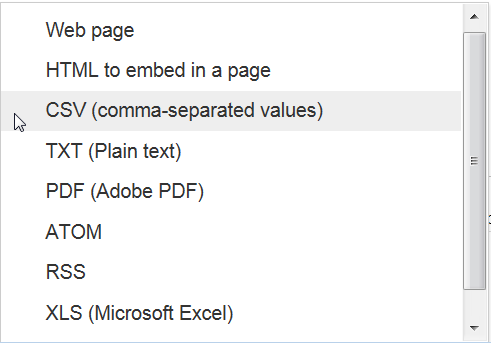 Web page
HTML to embed in a page
CSV (comma-separated values)
TXT (Plain text)
PDF (Adobe PDF)
ATOM
RSS
XLS (Microsoft Excel)